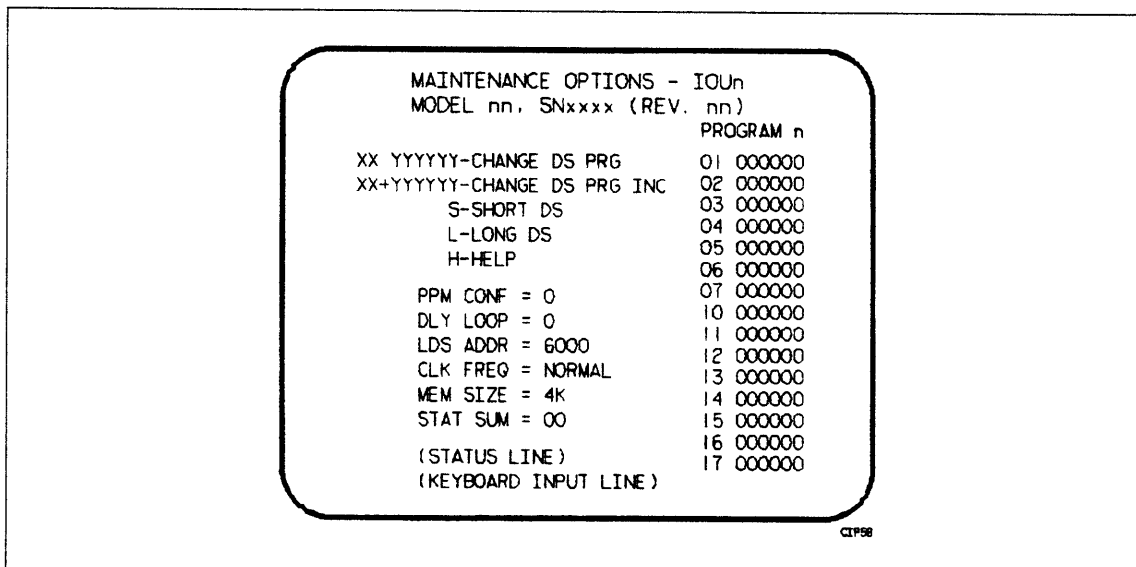 MAINTENANCE OPTIONS - IOUn
MODEL nn, SNxxxx (REV. nn)
PROGRAM n
XX YYYYYY-CHANGE DS PRG
XX+YYYYYY-CHANGE DS PRG INC
S-SHORT DS
L-LONG DS
H-HELP
PPM CONF = 0
DLY LOOP = 0
LDS ADDR = 6000
CLK FREQ = NORMAL
MEM SIZE = 4K
STAT SUM = 00
(STATUS LINE)
(KEYBOARD INPUT LINE)
01 000000
02 000000
03 000000
04 000000
05 000000
06 000000
07 000000
10 000000
11 000000
12 000000
13 000000
14 000000
15 000000
16 000000
17 000000
CIP58